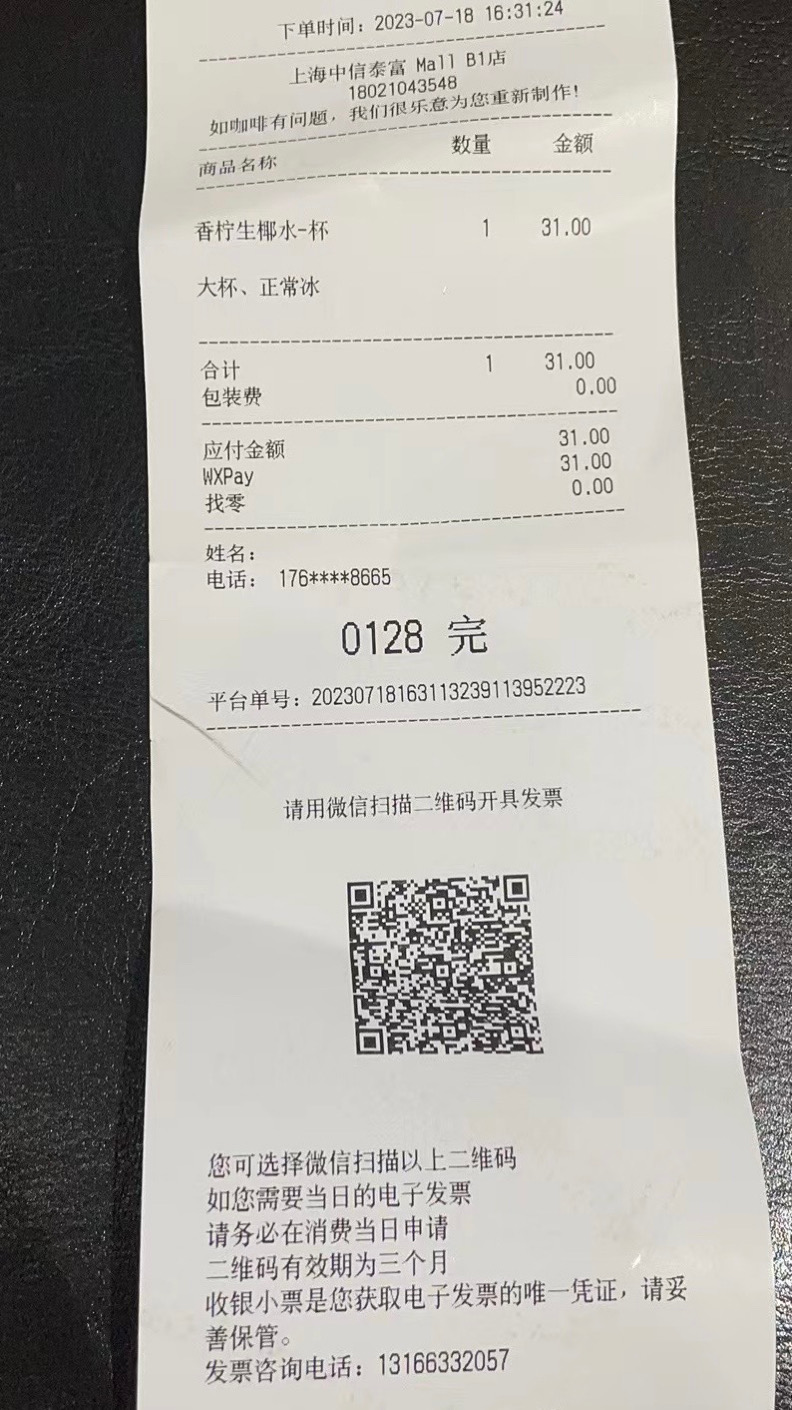 下单时间：2023-07-18 16:31:24
上海中信泰富 Mall B1店
18021043548
如咖啡有问题，我们很乐意为您重新制作！
商品名称 数量 金额
香柠生椰水-杯 1 31.00
大杯、正常冰
合计 1 31.00
包装费 0.00
应付金额 31.00
WXPay 31.00
找零 0.00
姓名：
电话： 176****8665
0128 完
平台单号：20230718163113239113952223
请用微信扫描二维码开具发票
您可选择微信扫描以上二维码
如您需要当日的电子发票
请务必在消费当日申请
二维码有效期为三个月
收银小票是您获取电子发票的唯一凭证，请妥
善保管。
发票咨询电话：13166332057